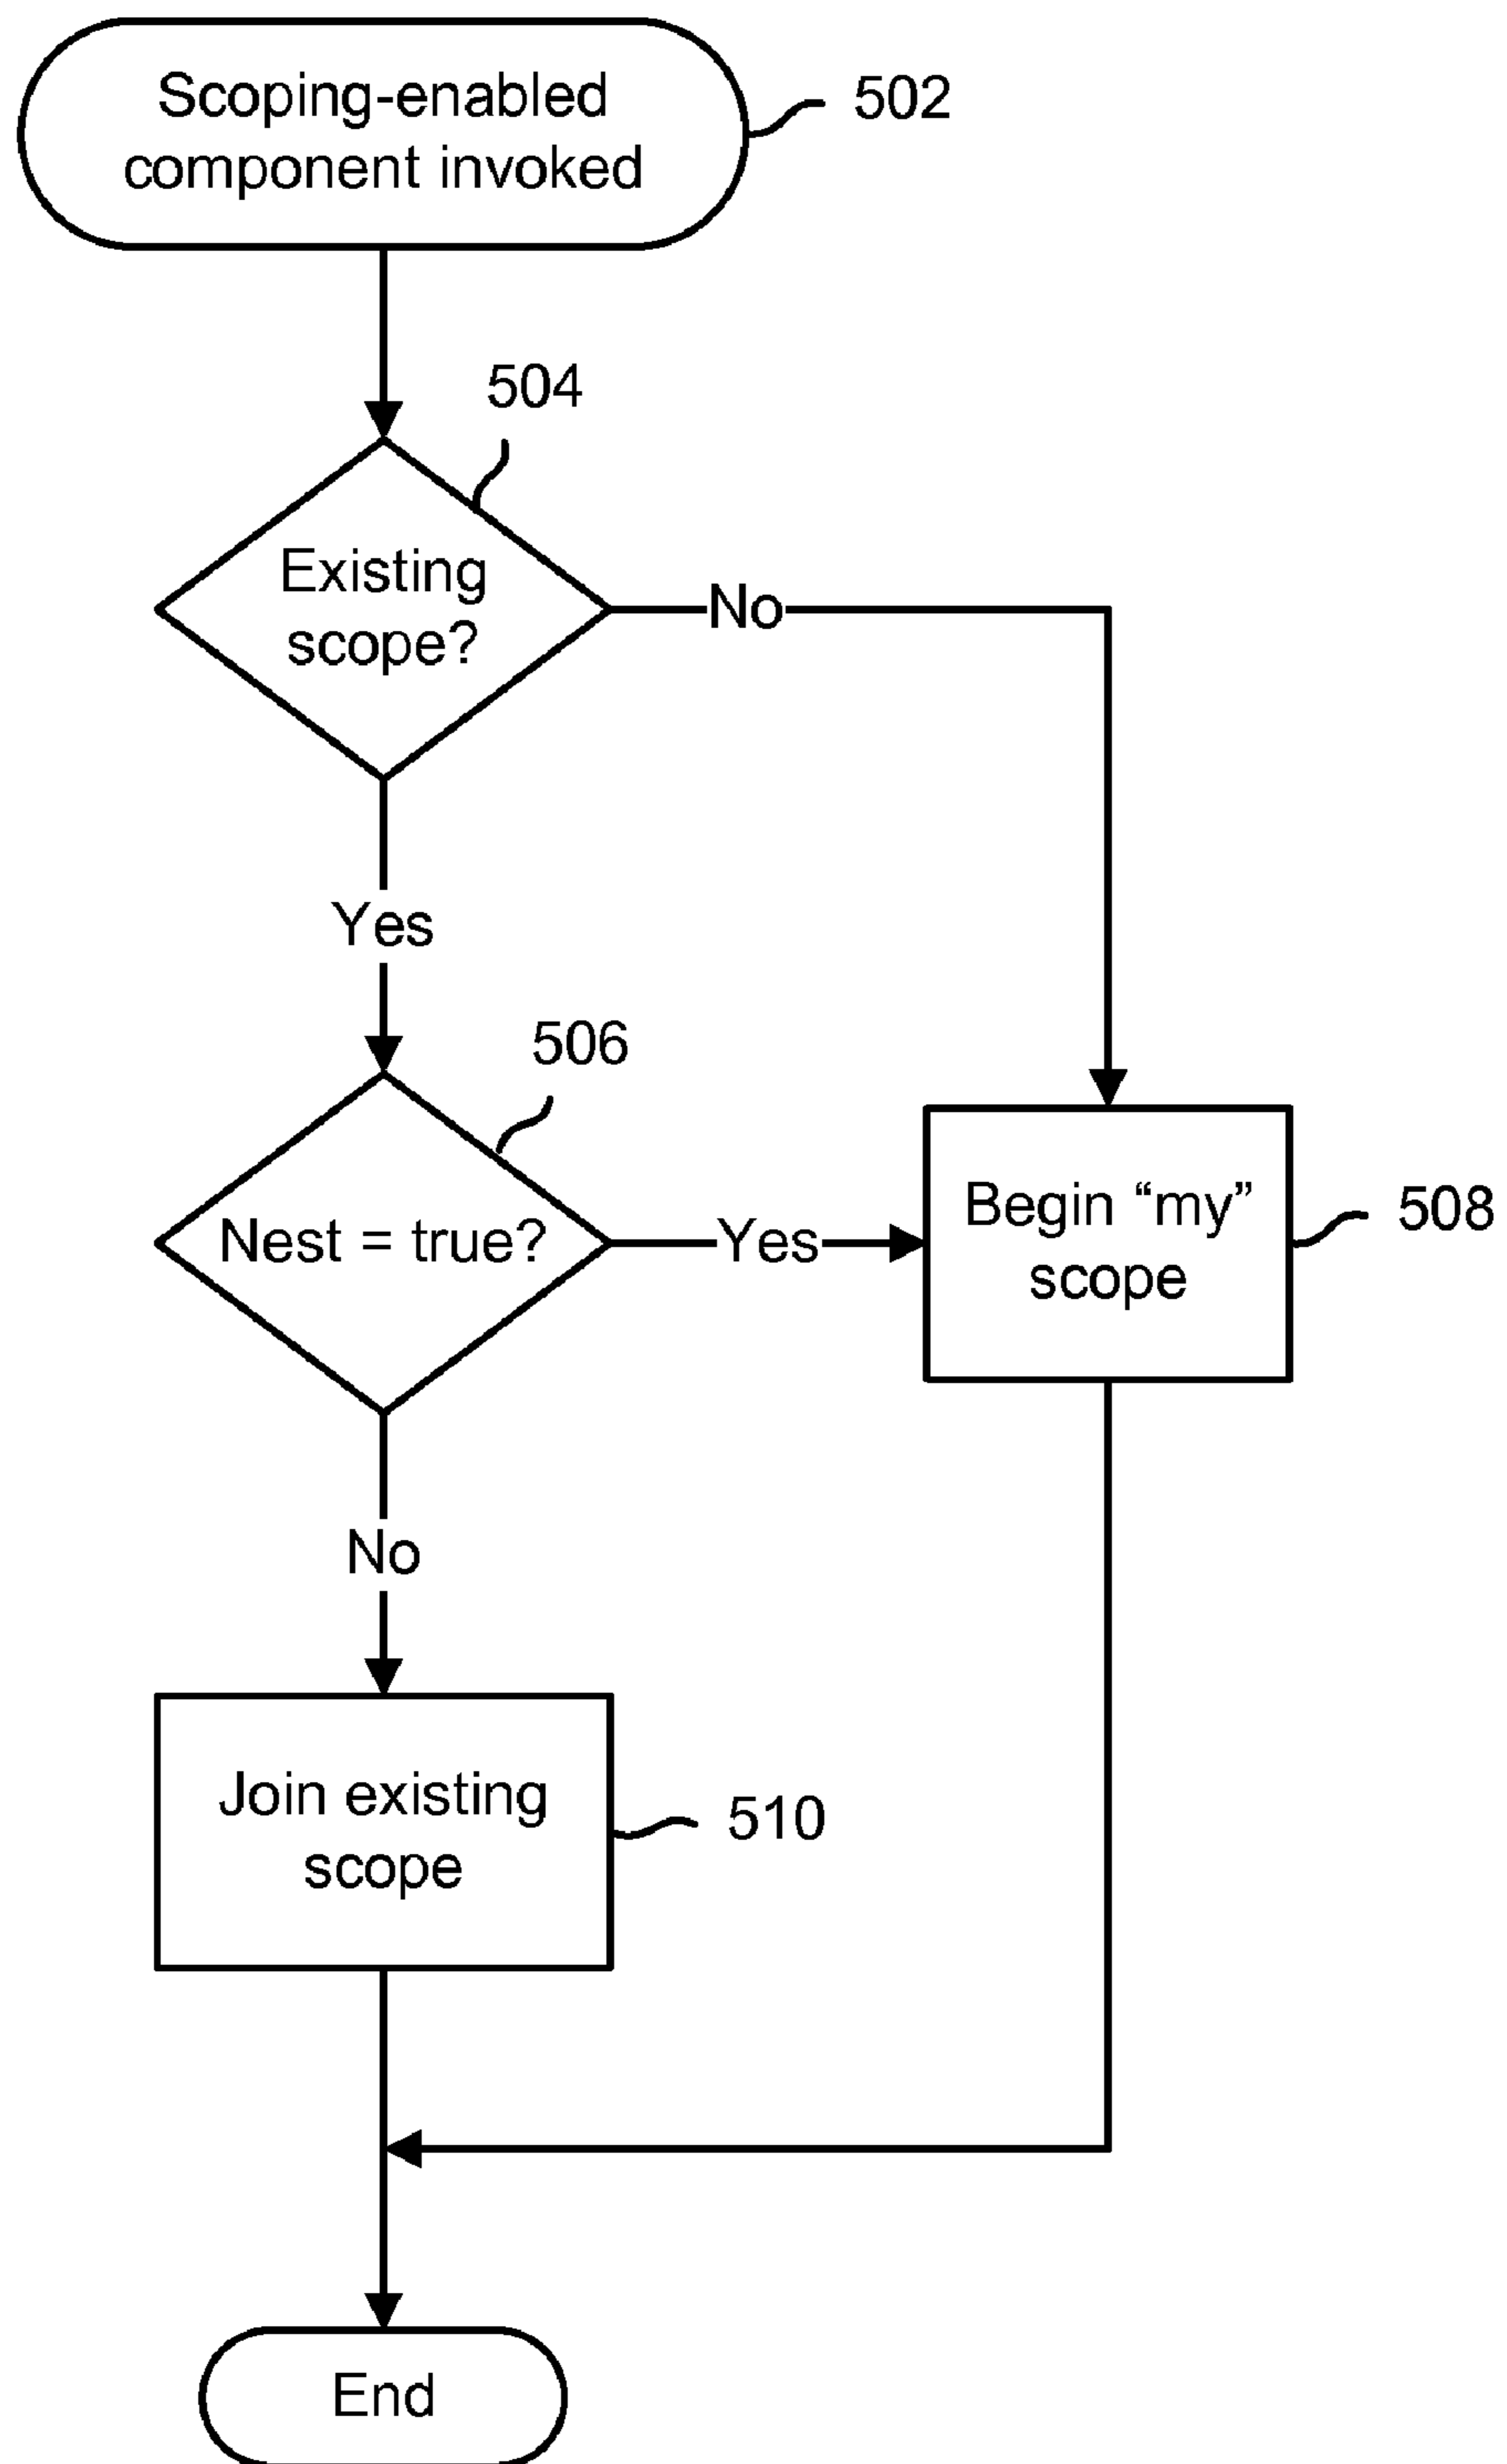 Scoping-enabled
component invoked
502
504
Existing
scope?
No
Yes
506
Nest = true?
Yes
Begin “my”
scope
508
No
Join existing
scope
510
End